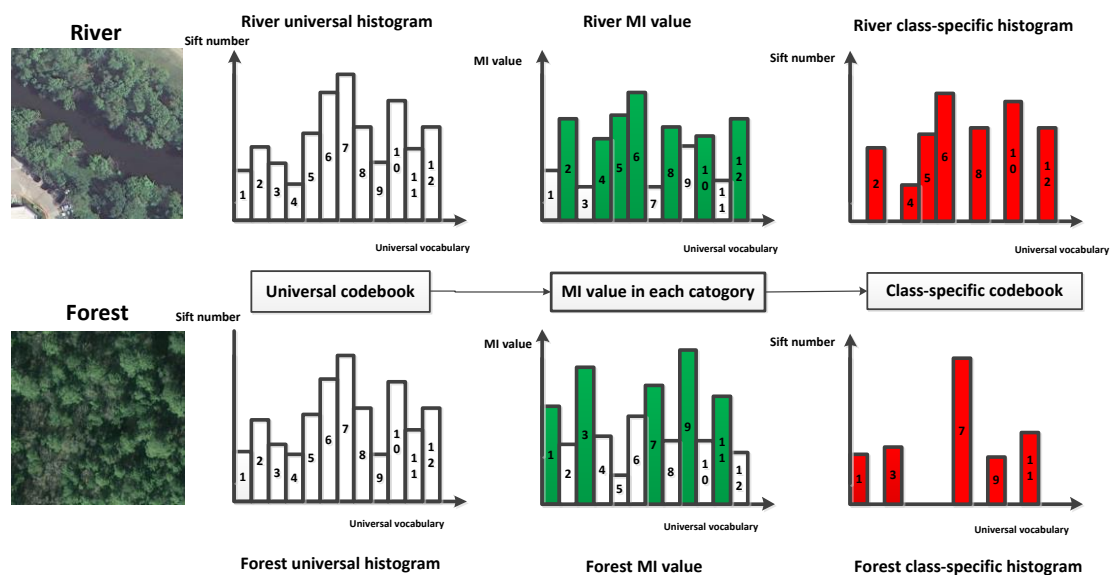 River
River universal histogram
River MI value
River class-specific histogram
Sift number
MI value
Sift number
1 2 3 4 5 6 7 8 9 10 11 12
1 2 3 4 5 6 7 8 9 10 11 12
2 4 5 6 8 10 12
Universal vocabulary
Universal vocabulary
Universal vocabulary
Universal codebook
MI value in each catogory
Class-specific codebook
Forest
Sift number
MI value
Sift number
1 2 3 4 5 6 7 8 9 10 11 12
1 2 3 4 5 6 7 8 9 10 11 12
1 3 7 9 11
Universal vocabulary
Universal vocabulary
Universal vocabulary
Forest universal histogram
Forest MI value
Forest class-specific histogram